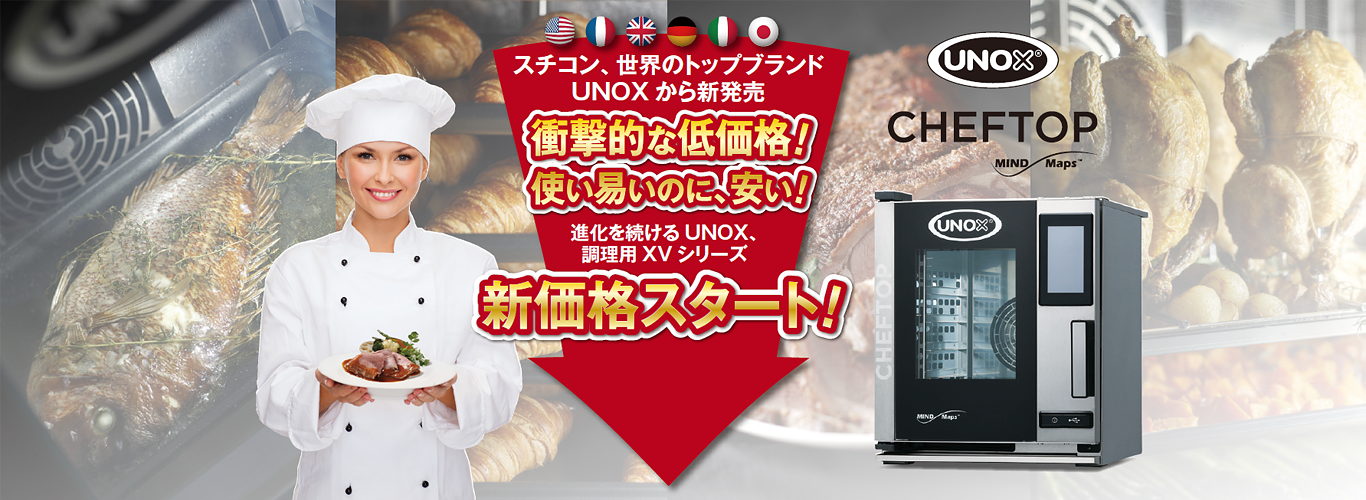 スチコン、世界のトップブランド
UNOX から新発売
衝撃的な低価格！
使い易いのに、安い！
進化を続ける UNOX、
調理用 XV シリーズ
新価格スタート！
UNOX®
CHEFTOP
MIND Maps™
UNOX®
CHEFTOP
MIND Maps™